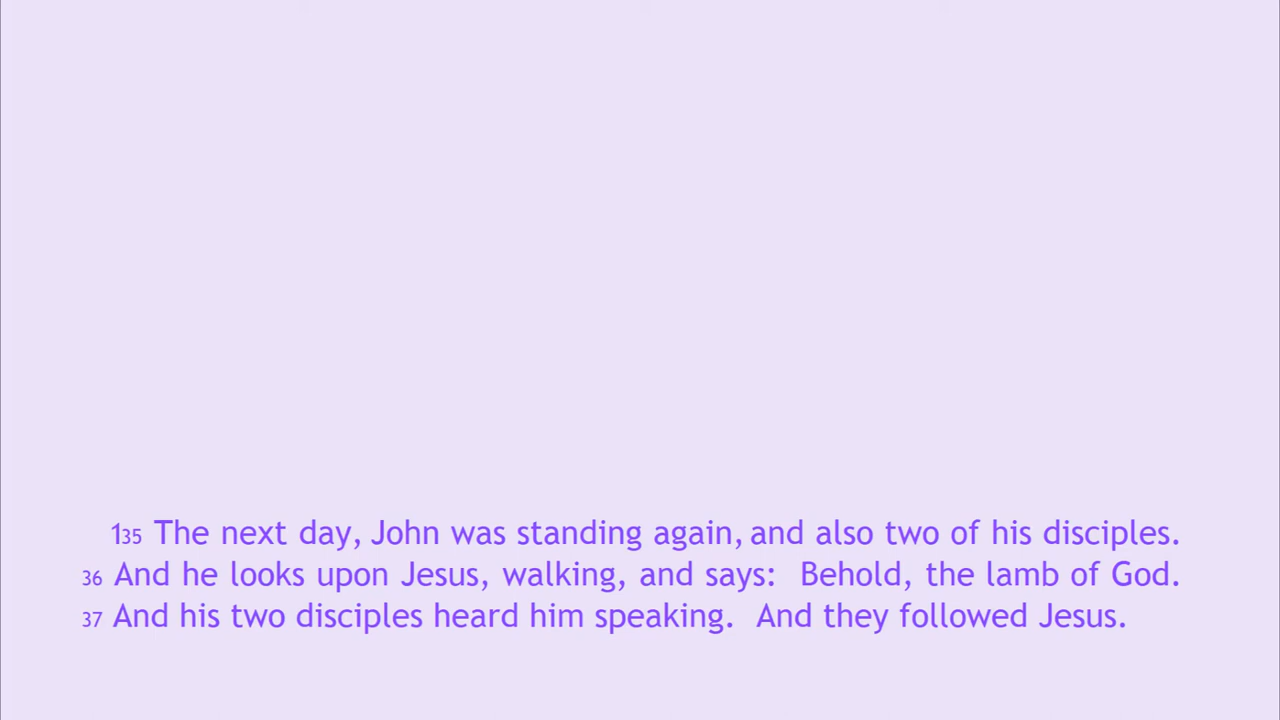 135 The next day, John was standing again, and also two of his disciples.
36 And he looks upon Jesus, walking, and says:  Behold, the lamb of God.
37 And his two disciples heard him speaking.  And they followed Jesus.